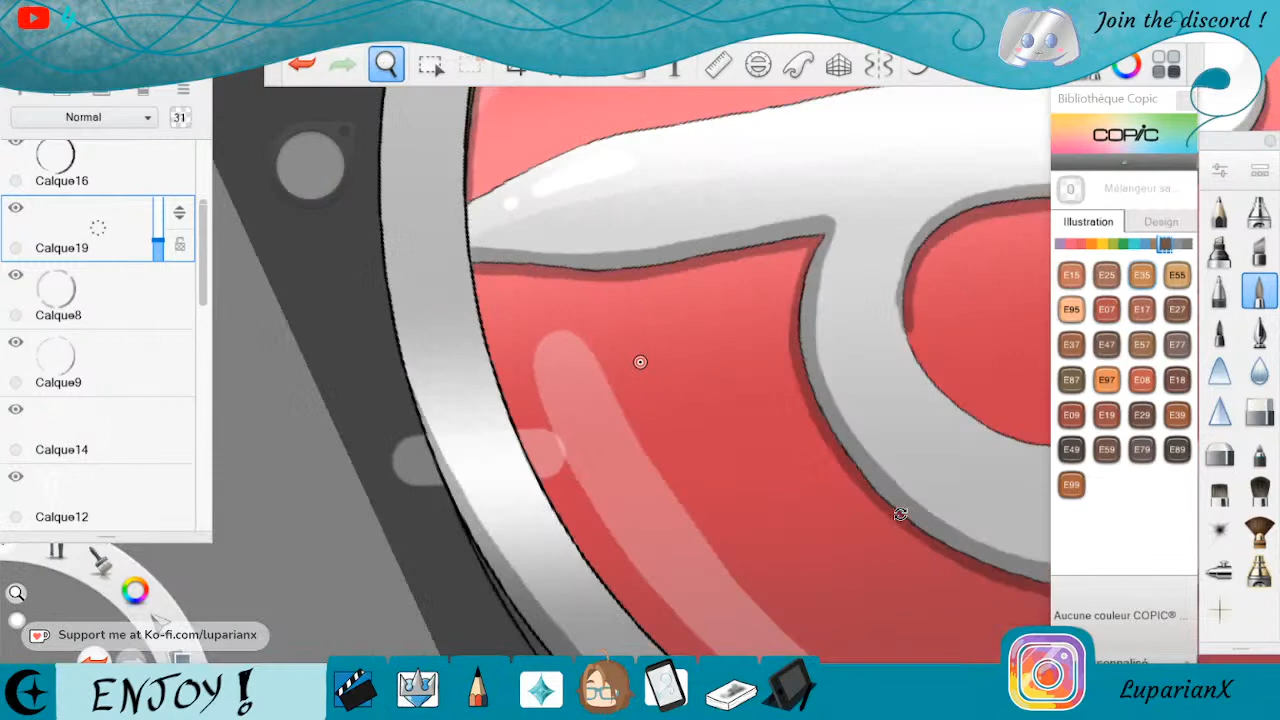 Join the discord !
Normal
31
Calque16
Calque19
Calque8
Calque9
Calque14
Calque12
Bibliothèque Copic
COPIC
0
Mélangeur sa...
Illustration
Design
E15 E25 E35 E55
E95 E07 E17 E27
E37 E47 E57 E77
E87 E97 E08 E18
E09 E19 E29 E39
E49 E59 E79 E89
E99
Aucune couleur COPIC® ...
Support me at Ko-fi.com/luparianx
ENJOY !
LuparianX